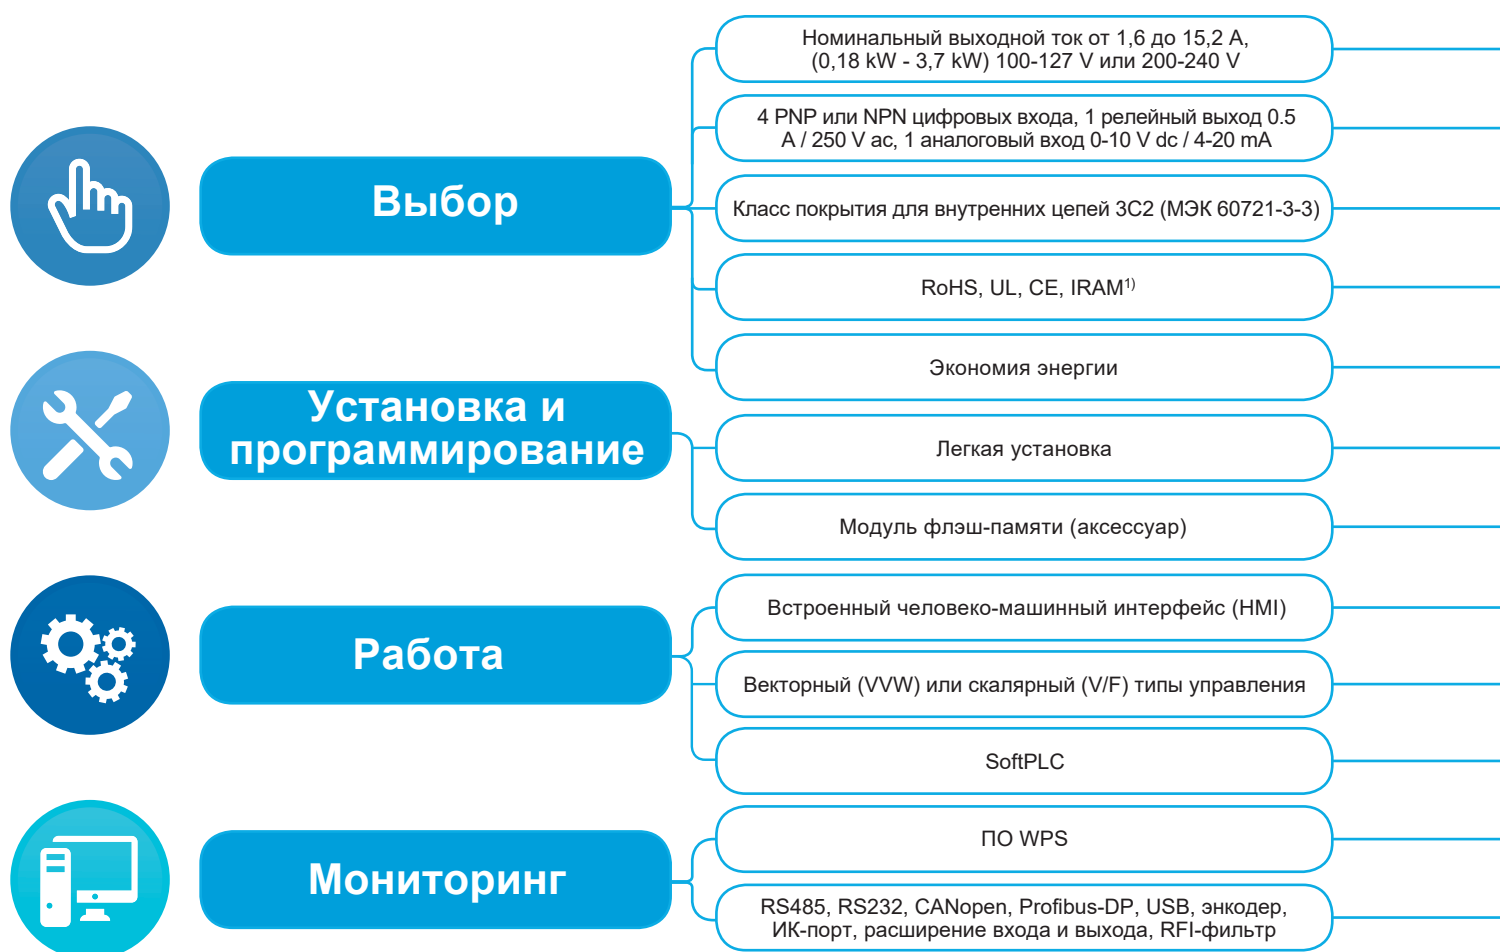 Выбор
Номинальный выходной ток от 1,6 до 15,2 А,
(0,18 kW - 3,7 kW) 100-127 V или 200-240 V
4 PNP или NPN цифровых входа, 1 релейный выход 0.5
A / 250 V ac, 1 аналоговый вход 0-10 V dc / 4-20 mA
Класс покрытия для внутренних цепей 3C2 (МЭК 60721-3-3)
RoHS, UL, CE, IRAM¹⁾
Экономия энергии
Установка и
программирование
Легкая установка
Модуль флэш-памяти (аксессуар)
Работа
Встроенный человеко-машинный интерфейс (HMI)
Векторный (VVW) или скалярный (V/F) типы управления
SoftPLC
Мониторинг
ПО WPS
RS485, RS232, CANopen, Profibus-DP, USB, энкодер,
ИК-порт, расширение входа и выхода, RFI-фильтр